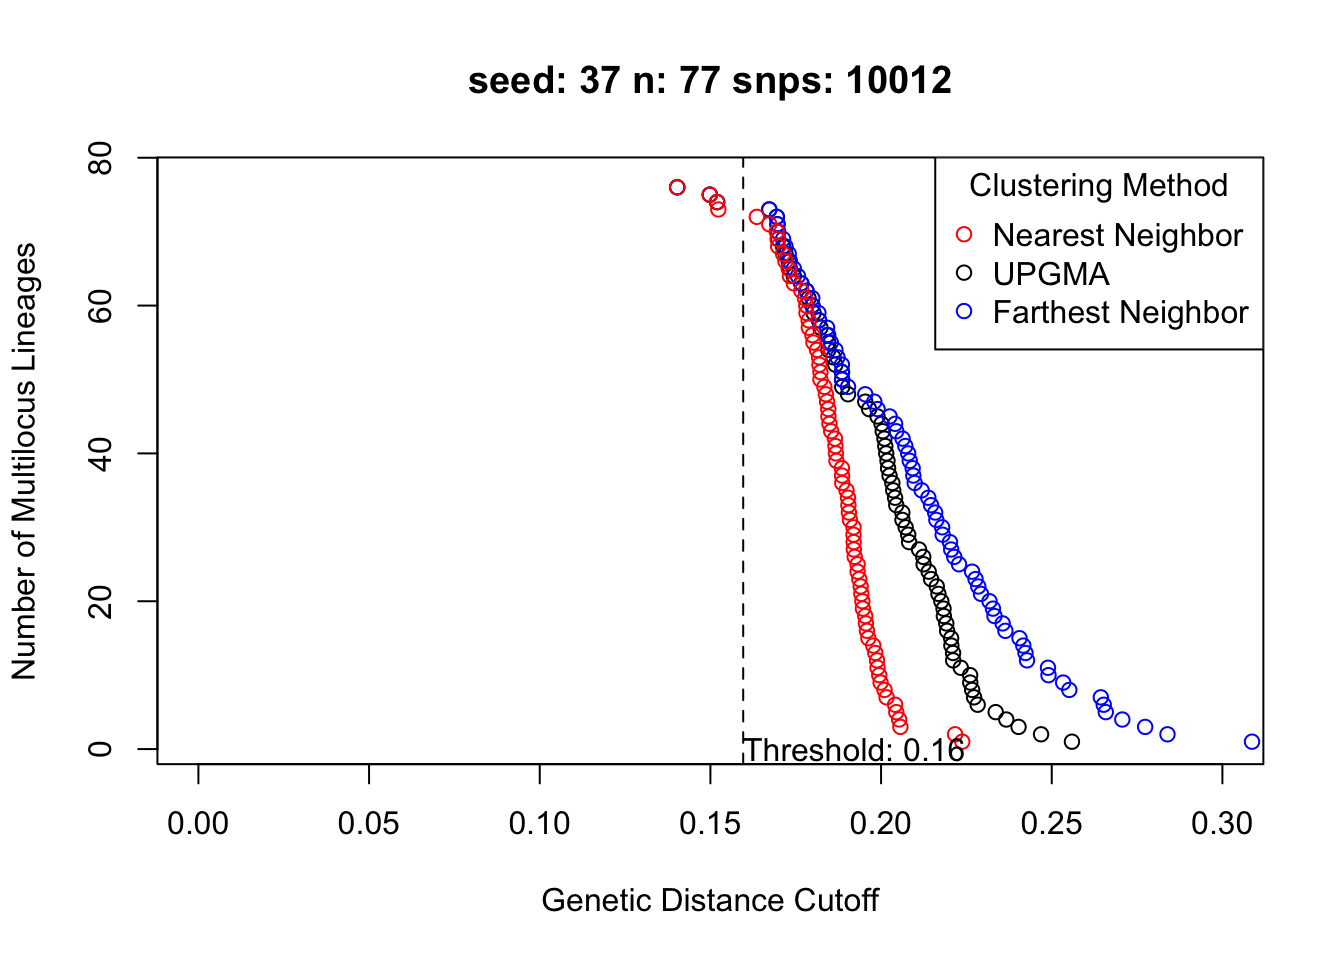 seed: 37 n: 77 snps: 10012
Number of Multilocus Lineages
80
60
40
20
0
Clustering Method
Nearest Neighbor
UPGMA
Farthest Neighbor
Threshold: 0.16
0.00 0.05 0.10 0.15 0.20 0.25 0.30
Genetic Distance Cutoff